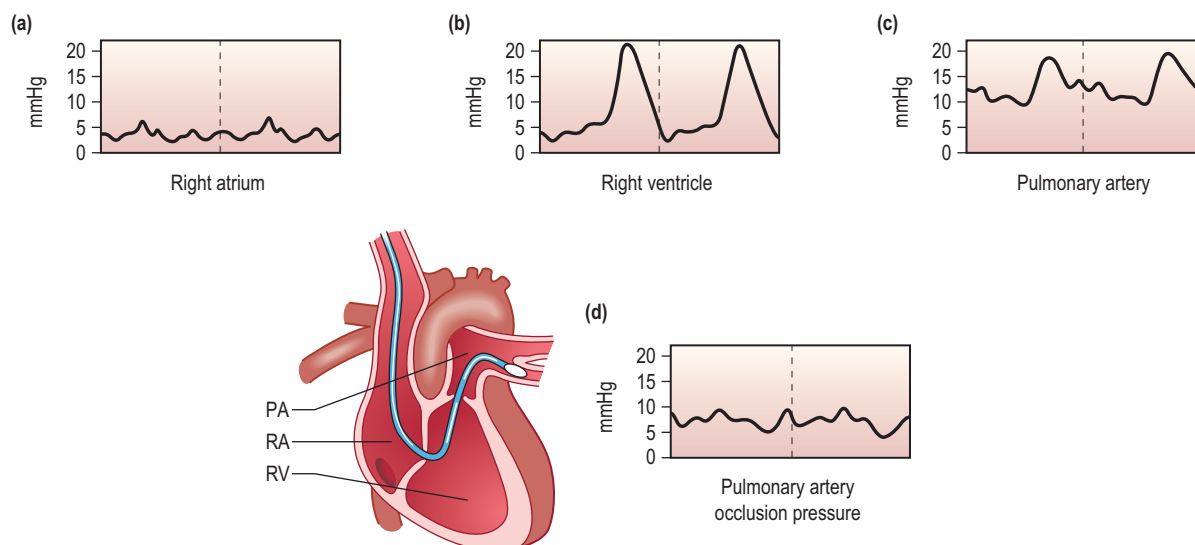 (a)
20
15
10
5
0
mmHg
Right atrium
(b)
20
15
10
5
0
mmHg
Right ventricle
(c)
20
15
10
5
0
mmHg
Pulmonary artery
PA
RA
RV
(d)
20
15
10
5
0
mmHg
Pulmonary artery
occlusion pressure